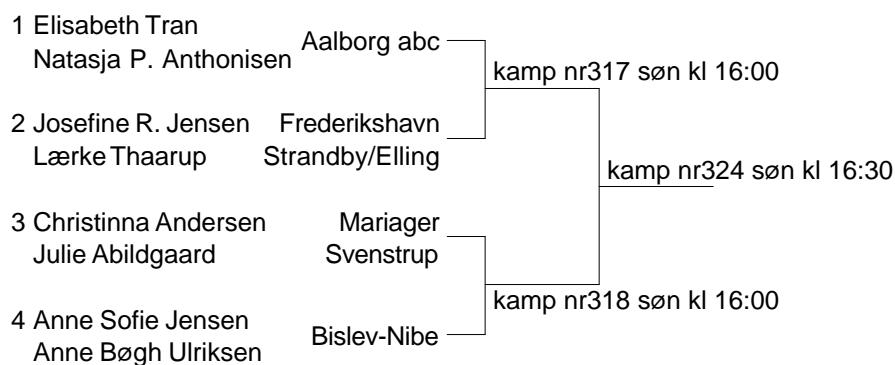 1 Elisabeth Tran
Natasja P. Anthonisen
Aalborg abc
kamp nr317 søn kl 16:00
2 Josefine R. Jensen Frederikshavn
Lærke Thaarup Strandby/Elling
kamp nr324 søn kl 16:30
3 Christinna Andersen Mariager
Julie Abildgaard Svenstrup
kamp nr318 søn kl 16:00
4 Anne Sofie Jensen
Anne Bøgh Ulriksen
Bislev-Nibe